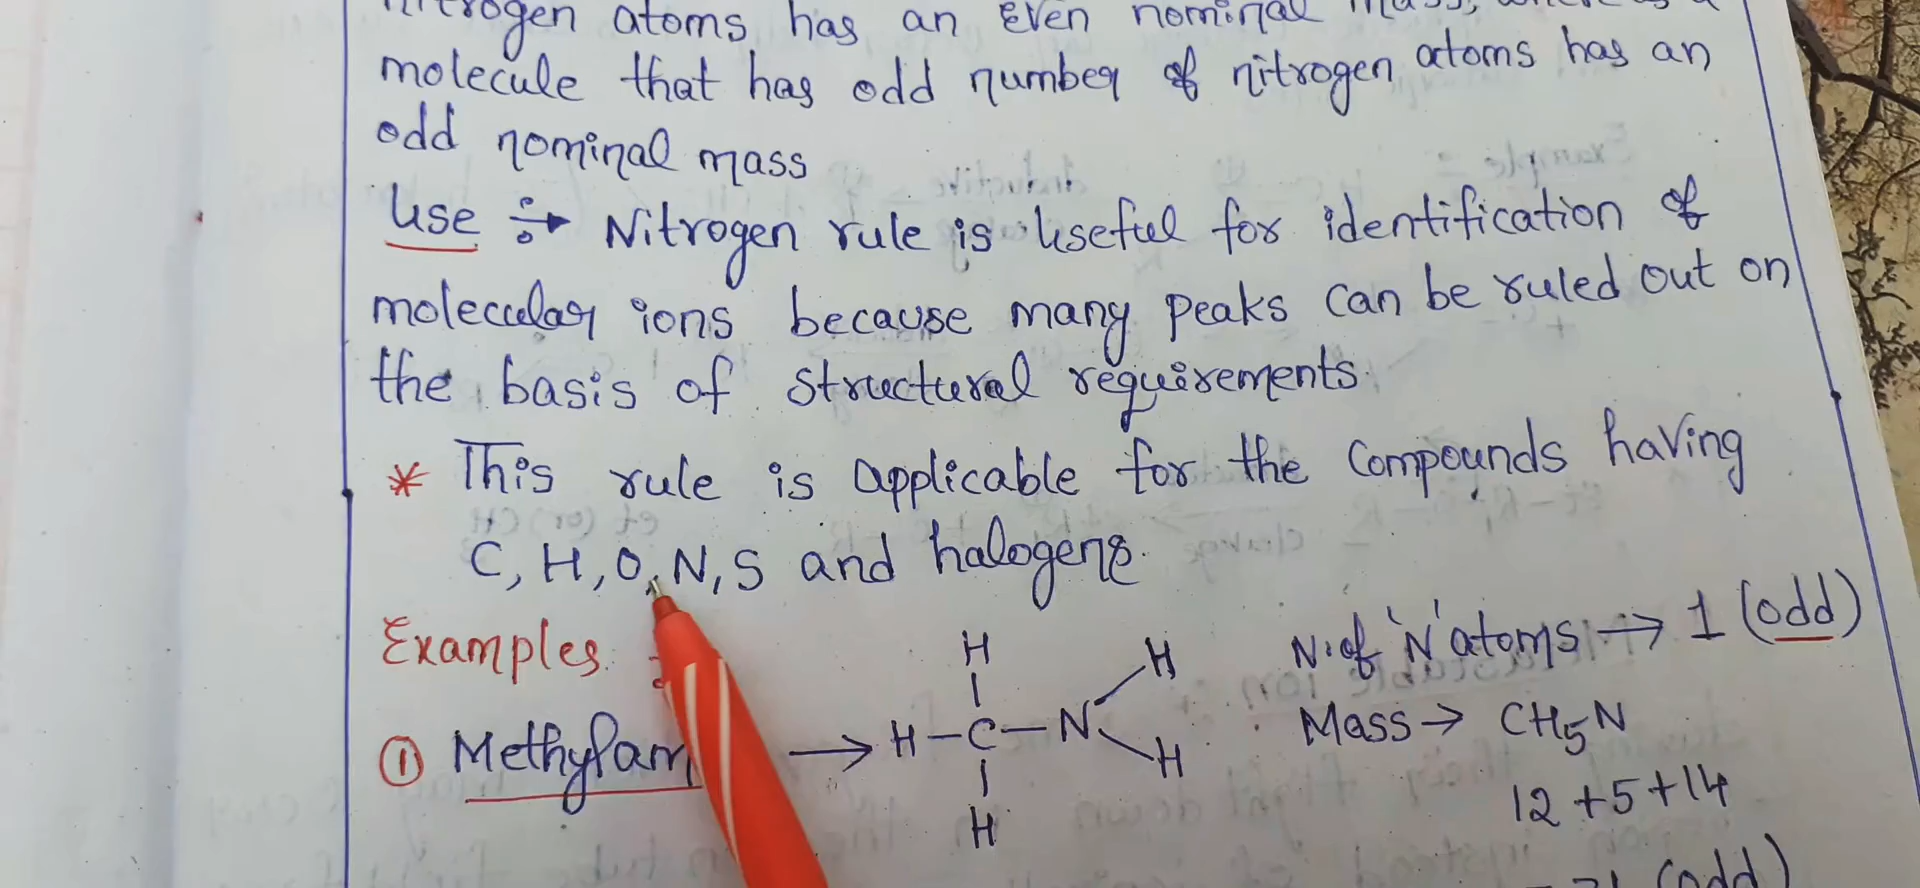 nitrogen atoms has an even nominal mass,
molecule that has odd number of nitrogen atoms has an
odd nominal mass
Use ÷→ Nitrogen rule is useful for identification of
molecular ions because many peaks can be ruled out on
the basis of structural requirements.
* This rule is applicable for the compounds having
C, H, O, N, S and halogens.
Examples :
① Methylam → H-C-N
H
H
H
H
N.of 'N' atoms → 1 (odd)
Mass → CH5N
12 + 5 + 14
(odd)